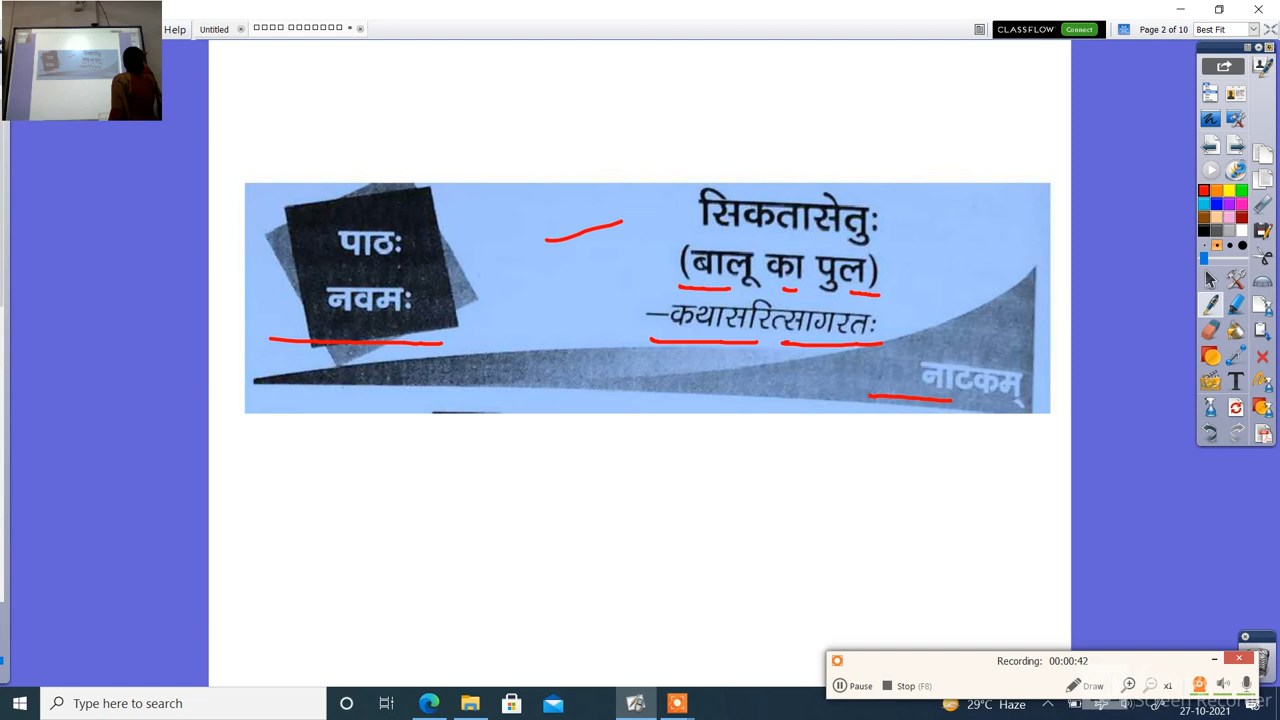 Help
Untitled
CLASSFLOW
Connect
Page 2 of 10
Best Fit
पाठः
नवमः
सिकतासेतुः
(बालू का पुल)
–कथासरित्सागरतः
नाटकम्
Recording: 00:00:42
Pause
Stop (F8)
x1
Draw
Type here to search
29°C Haze
27-10-2021